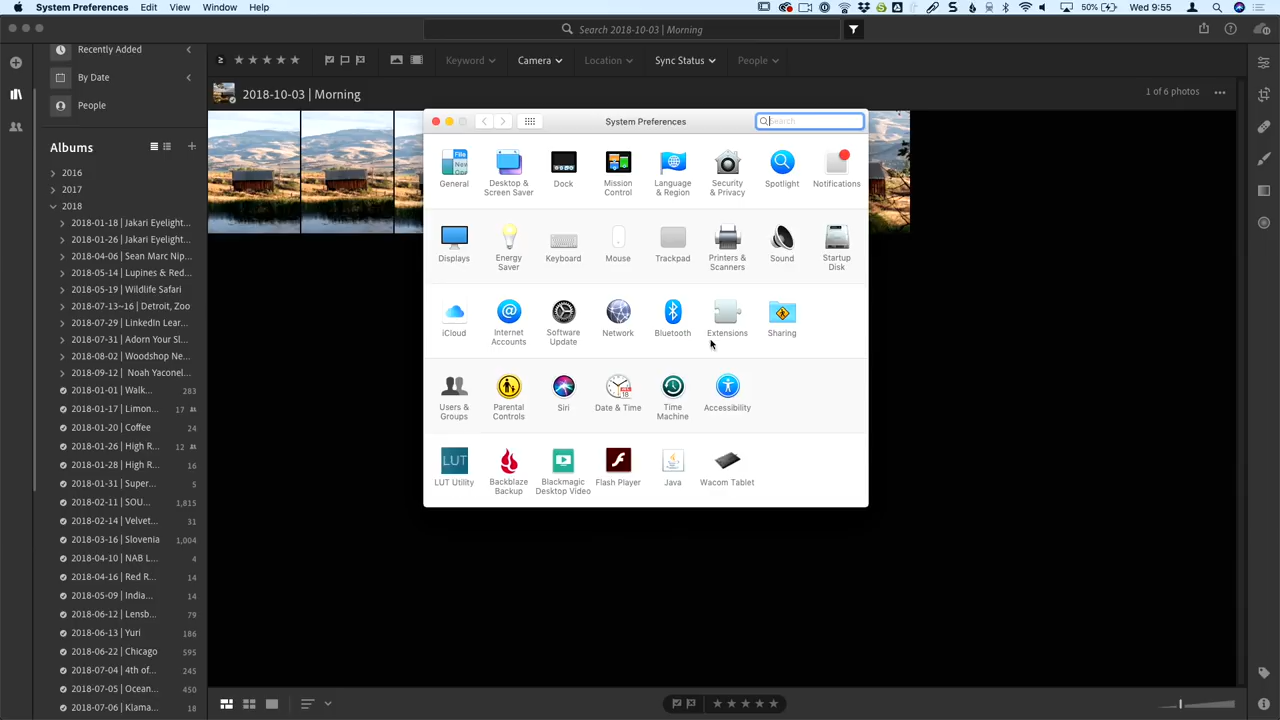 System Preferences Edit View Window Help 50% Wed 9:55
Search 2018-10-03 | Morning
Recently Added
By Date
People
Albums
2016
2017
2018
2018-01-18 | Jakari Eyelight...
2018-01-26 | Jakari Eyelight...
2018-04-06 | Sean Marc Nip...
2018-05-14 | Lupines & Red...
2018-05-19 | Wildlife Safari
2018-07-13~16 | Detroit, Zoo
2018-07-29 | LinkedIn Lear...
2018-07-31 | Adorn Your Sl...
2018-08-02 | Woodshop Ne...
2018-09-12 | Noah Yaconel...
2018-01-01 | Walk... 283
2018-01-17 | Limon... 17
2018-01-20 | Coffee 24
2018-01-26 | High R... 12
2018-01-28 | High R... 16
2018-01-31 | Super... 5
2018-02-11 | SOU... 1,815
2018-02-14 | Velvet... 31
2018-03-16 | Slovenia 1,004
2018-04-10 | NAB L... 4
2018-04-16 | Red R... 14
2018-05-09 | India... 14
2018-06-12 | Lensb... 79
2018-06-13 | Yuri 186
2018-06-22 | Chicago 595
2018-07-04 | 4th of... 245
2018-07-05 | Ocean... 450
2018-07-06 | Klama... 18
≥ Keyword Camera Location Sync Status People
2018-10-03 | Morning 1 of 6 photos
System Preferences Search
General Desktop & Screen Saver Dock Mission Control Language & Region Security & Privacy Spotlight Notifications
Displays Energy Saver Keyboard Mouse Trackpad Printers & Scanners Sound Startup Disk
iCloud Internet Accounts Software Update Network Bluetooth Extensions Sharing
Users & Groups Parental Controls Siri Date & Time Time Machine Accessibility
LUT
LUT Utility Backblaze Backup Blackmagic Desktop Video Flash Player Java Wacom Tablet